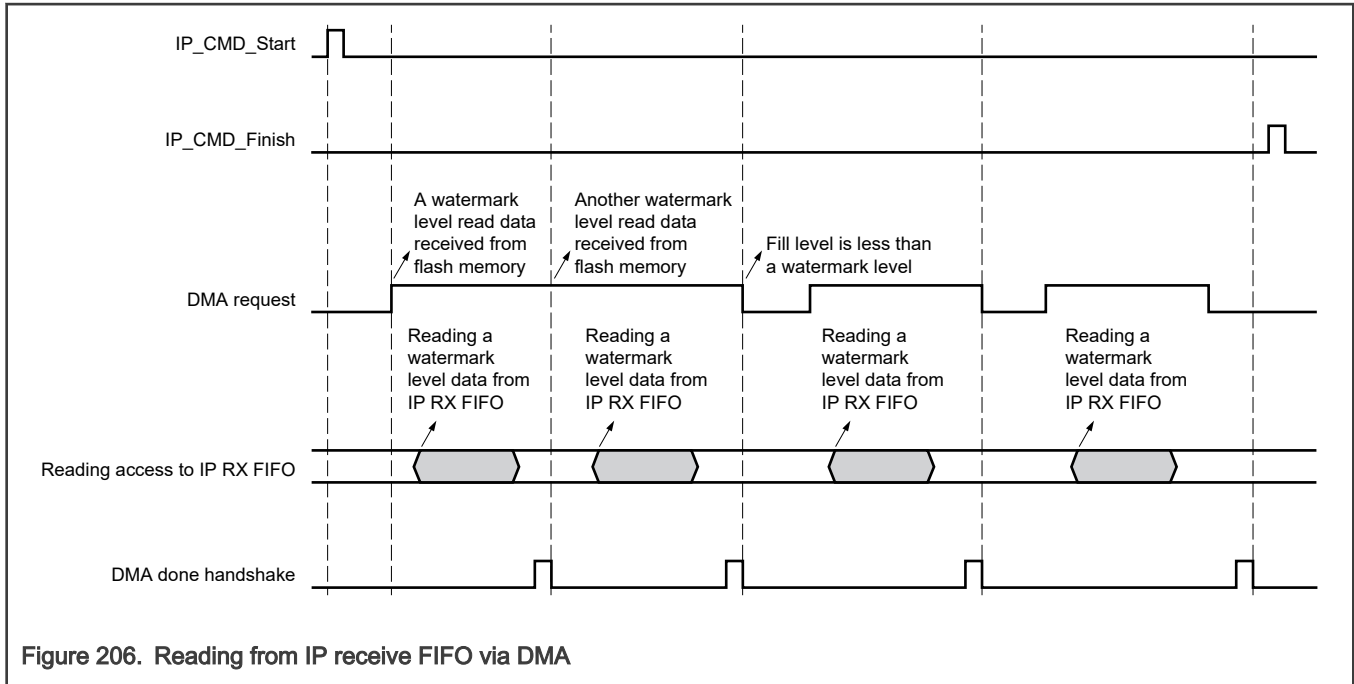 IP_CMD_Start
IP_CMD_Finish
A watermark
level read data
received from
flash memory
Another watermark
level read data
received from
flash memory
Fill level is less than
a watermark level
DMA request
Reading a
watermark
level data from
IP RX FIFO
Reading a
watermark
level data from
IP RX FIFO
Reading a
watermark
level data from
IP RX FIFO
Reading a
watermark
level data from
IP RX FIFO
Reading access to IP RX FIFO
DMA done handshake
Figure 206. Reading from IP receive FIFO via DMA